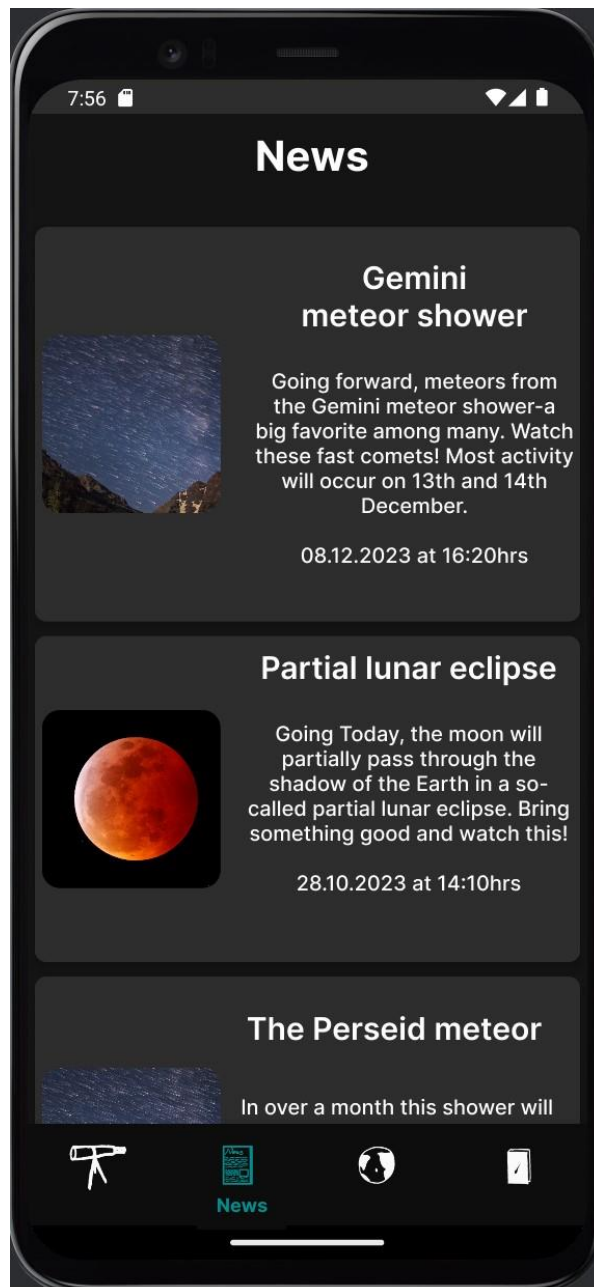 7:56
News
Gemini
meteor shower
Going forward, meteors from
the Gemini meteor shower-a
big favorite among many. Watch
these fast comets! Most activity
will occur on 13th and 14th
December.
08.12.2023 at 16:20hrs
Partial lunar eclipse
Going Today, the moon will
partially pass through the
shadow of the Earth in a so-
called partial lunar eclipse. Bring
something good and watch this!
28.10.2023 at 14:10hrs
The Perseid meteor
In over a month this shower will
News
News